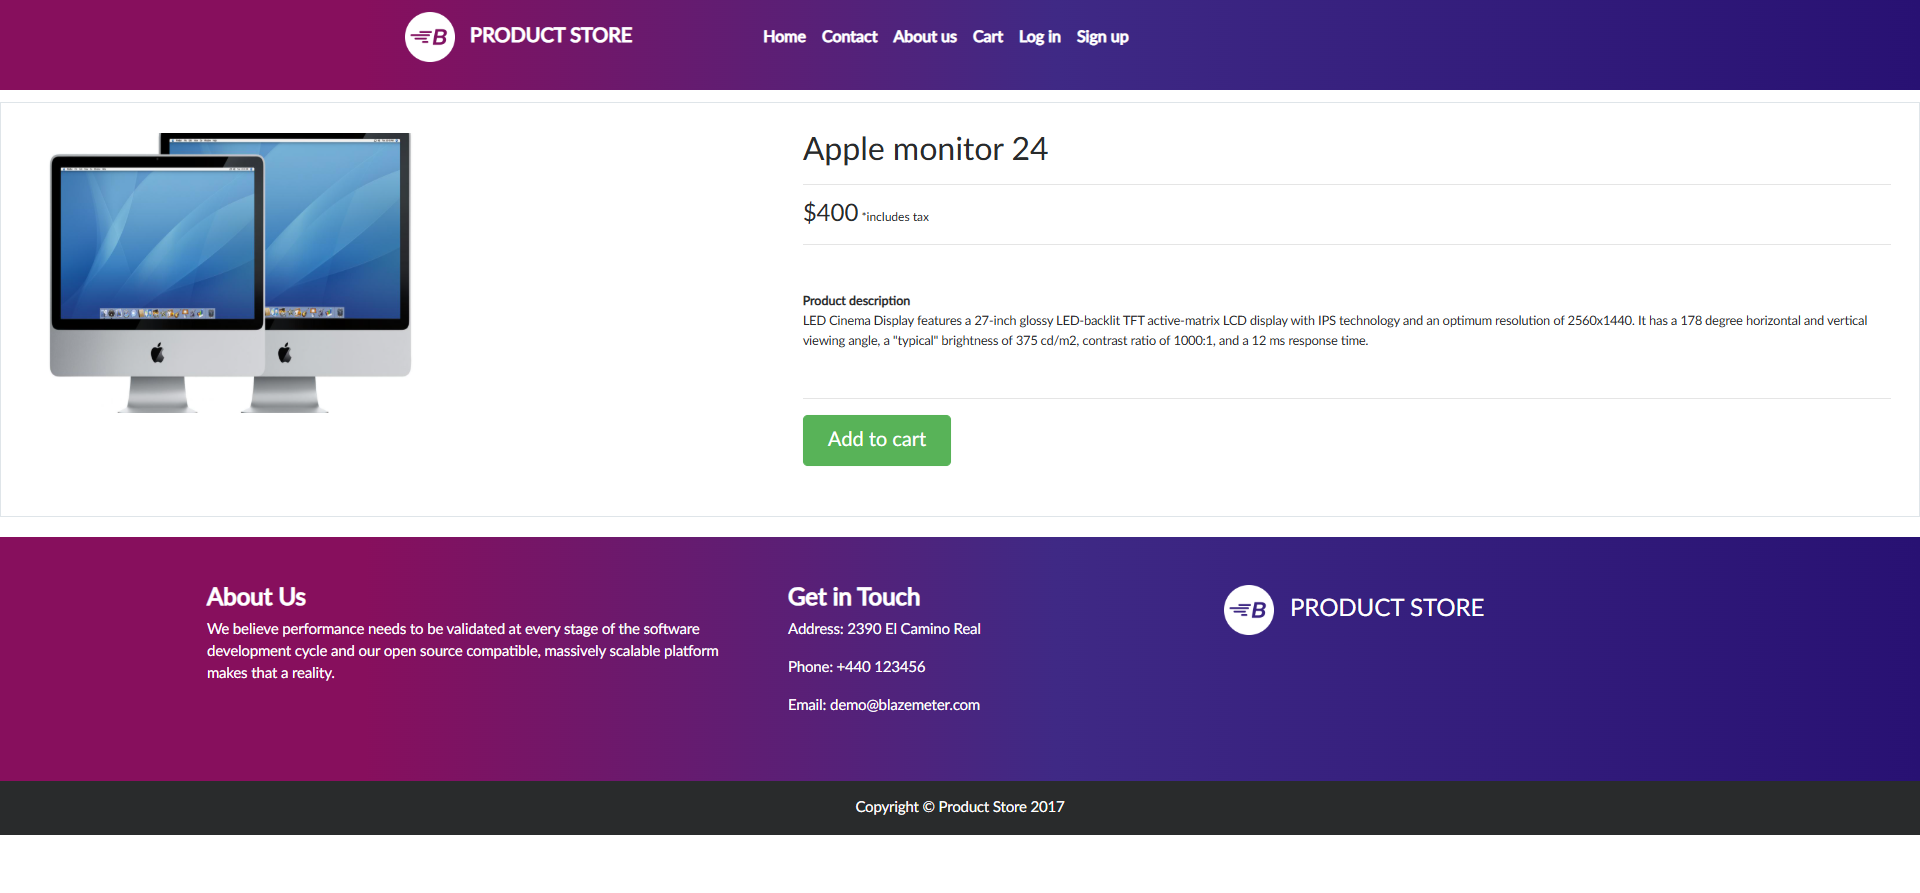 B PRODUCT STORE Home Contact About us Cart Log in Sign up
Apple monitor 24
$400 *includes tax
Product description
LED Cinema Display features a 27-inch glossy LED-backlit TFT active-matrix LCD display with IPS technology and an optimum resolution of 2560x1440. It has a 178 degree horizontal and vertical
viewing angle, a "typical" brightness of 375 cd/m2, contrast ratio of 1000:1, and a 12 ms response time.
Add to cart
About Us
We believe performance needs to be validated at every stage of the software
development cycle and our open source compatible, massively scalable platform
makes that a reality.
Get in Touch
Address: 2390 El Camino Real
Phone: +440 123456
Email: demo@blazemeter.com
B PRODUCT STORE
Copyright © Product Store 2017